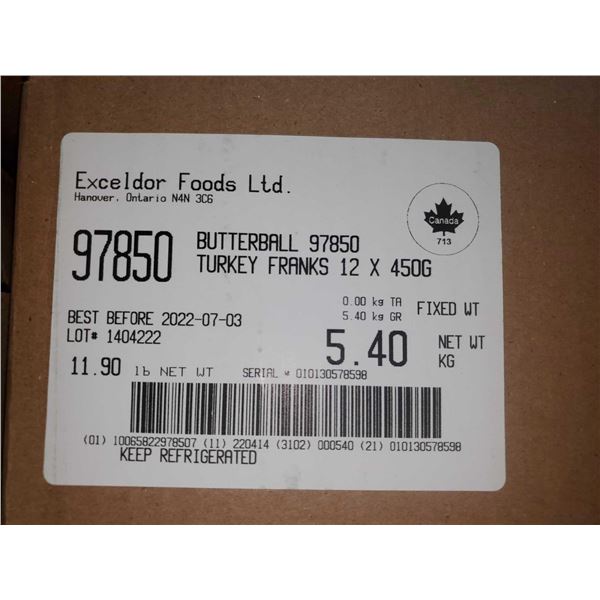 Exceldor Foods Ltd.
Hanover, Ontario N4N 3C6
Canada
713
97850
BUTTERBALL 97850
TURKEY FRANKS 12 X 450G
0.00 kg TA
5.40 kg GR
FIXED WT
BEST BEFORE 2022-07-03
LOT# 1404222
5.40
NET WT
KG
11.90 lb NET WT
SERIAL # 010130578598
(01) 10065822978507 (11) 220414 (3102) 000540 (21) 010130578598
KEEP REFRIGERATED